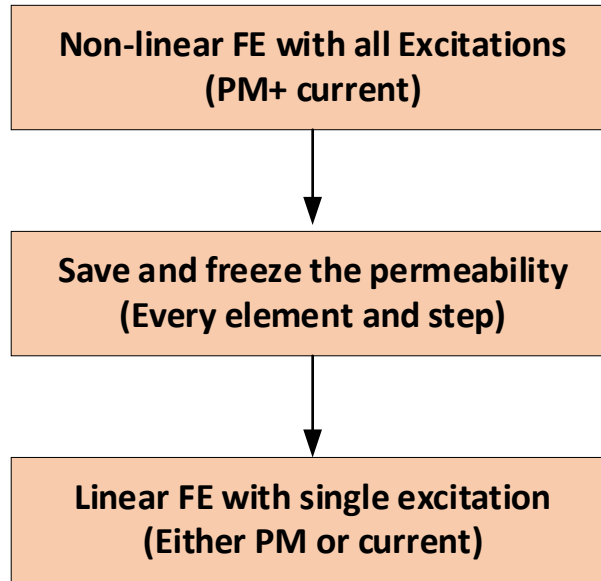 Non-linear FE with all Excitations
(PM+ current)
Save and freeze the permeability
(Every element and step)
Linear FE with single excitation
(Either PM or current)